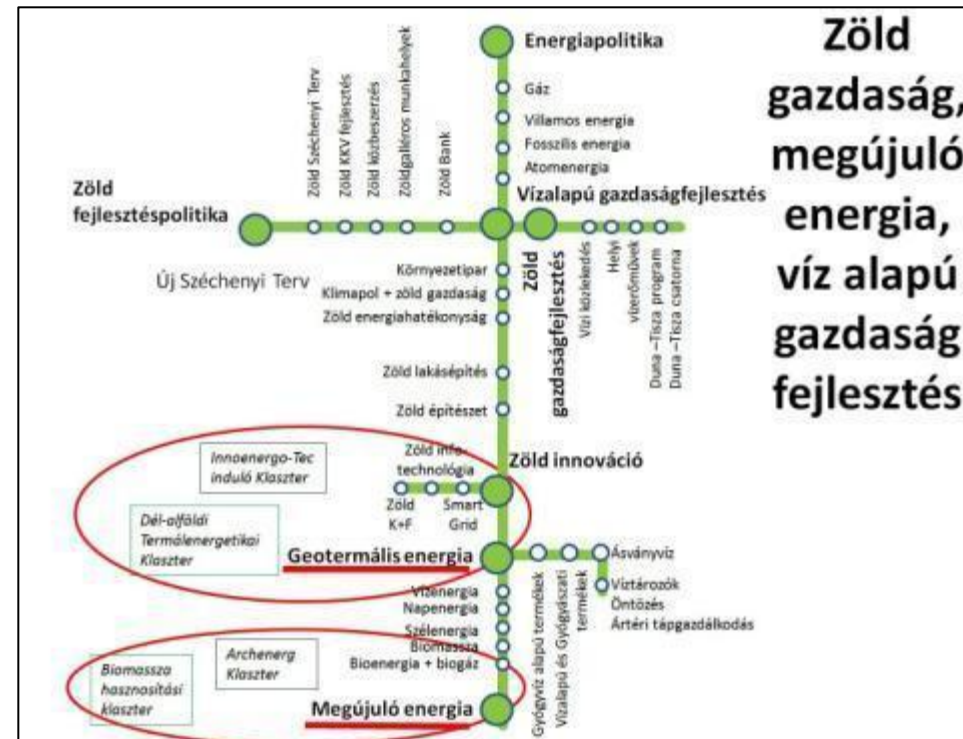 Zöld
gazdaság,
megújuló
energia,
víz alapú
gazdaság
fejlesztés
Energiapolitika
Gáz
Villamos energia
Fosszilis energia
Atomenergia
Vízalapú gazdaságfejlesztés
Zöld
fejlesztéspolitika
Új Széchenyi Terv
Zöld Széchenyi Terv
Zöld KKV fejlesztés
Zöld közbeszerzés
Zöldgalléros munkahelyek
Zöld Bank
Zöld
gazdaságfejlesztés
Vízi közlekedés
Helyi
vízerőművek
Duna –Tisza program
Duna –Tisza csatorna
Környezetipar
Klímapol + zöld gazdaság
Zöld energiahatékonyság
Zöld lakásépítés
Zöld építészet
Zöld innováció
Zöld info-
technológia
Zöld
K+F
Smart
Grid
Innoenergo-Tec
induló Klaszter
Dél-alföldi
Termálenergetikai
Klaszter
Geotermális energia
Gyógyvíz alapú termékek
Vízalapú és Gyógyászati
termékek
Ásványvíz
Víztározók
Öntözés
Ártéri tápgazdálkodás
Vízenergia
Napenergia
Szélenergia
Biomassza
Bioenergia + biogáz
Archenerg
Klaszter
Biomassza
hasznosítási
klaszter
Megújuló energia